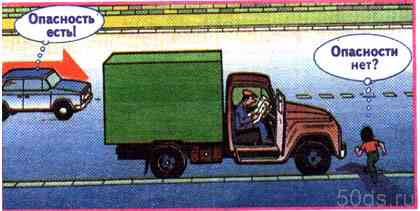 Опасность
есть!
Опасности
нет?
50ds.ru